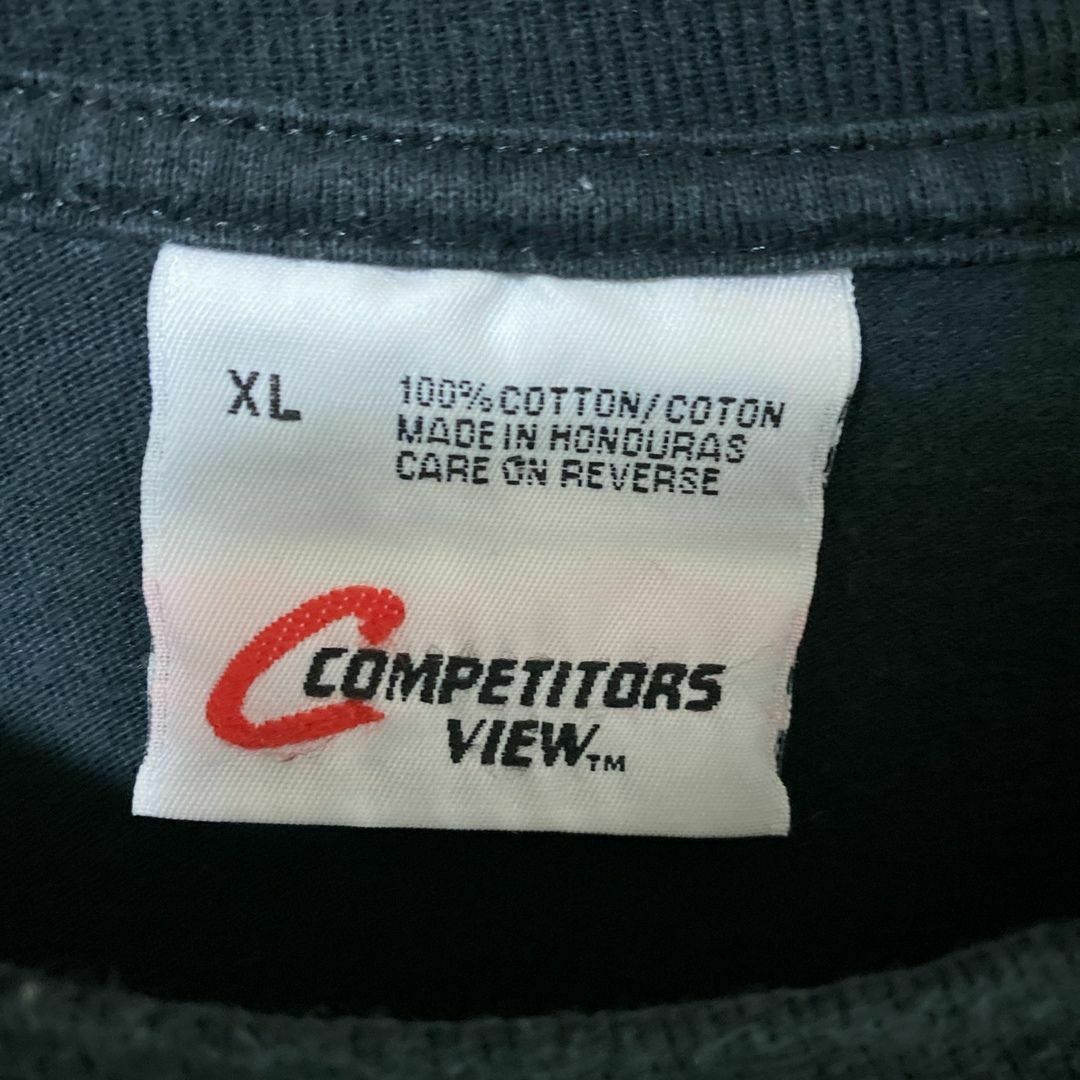 XL
100% COTTON/COTON
MADE IN HONDURAS
CARE ON REVERSE
C COMPETITORS
VIEW™